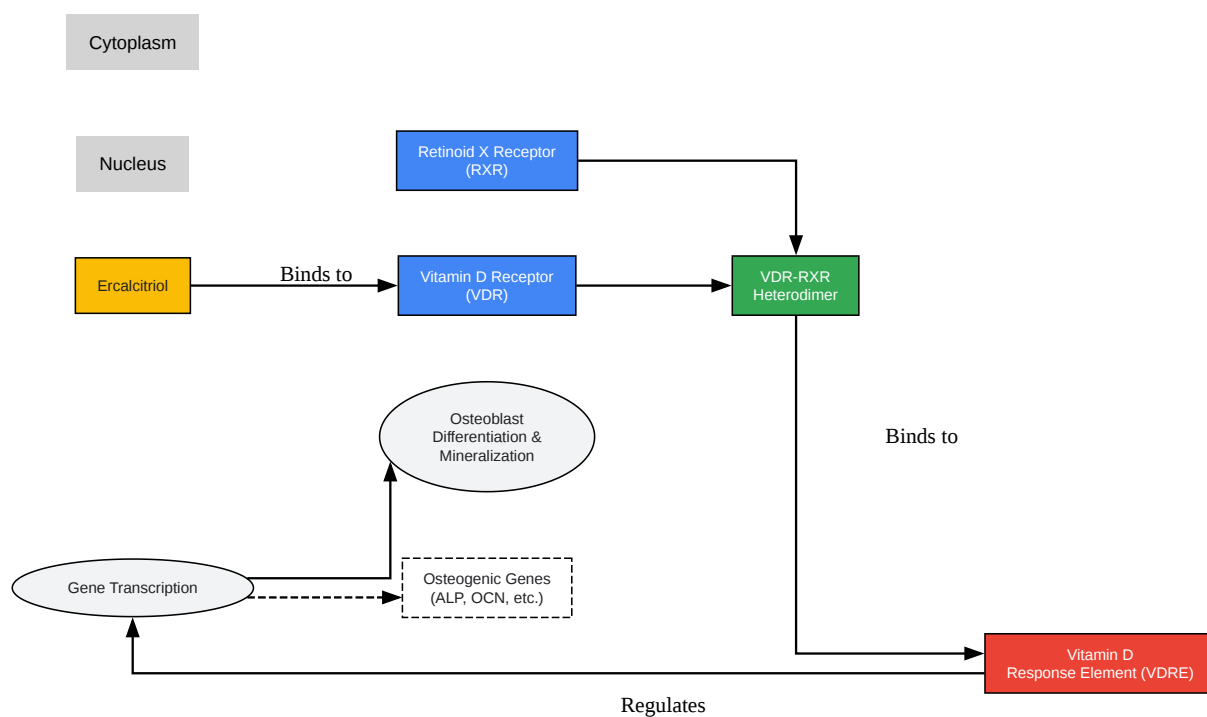 Cytoplasm
Nucleus
Retinoid X Receptor
(RXR)
Ercalcitriol
Binds to
Vitamin D Receptor
(VDR)
VDR-RXR
Heterodimer
Osteoblast
Differentiation &
Mineralization
Binds to
Gene Transcription
Osteogenic Genes
(ALP, OCN, etc.)
Vitamin D
Response Element (VDRE)
Regulates